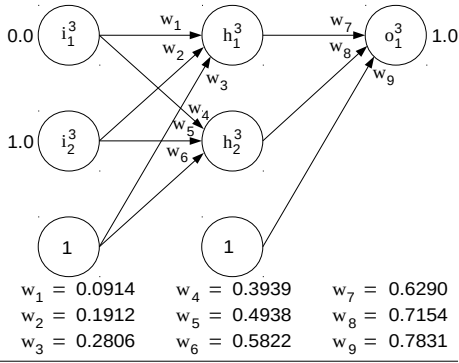 w₁ w₇
0.0 i₁³ h₁³ o₁³ 1.0
w₂ w₈
w₃ w₉
w₄
w₅
1.0 i₂³ h₂³
w₆
1 1
w₁ = 0.0914 w₄ = 0.3939 w₇ = 0.6290
w₂ = 0.1912 w₅ = 0.4938 w₈ = 0.7154
w₃ = 0.2806 w₆ = 0.5822 w₉ = 0.7831